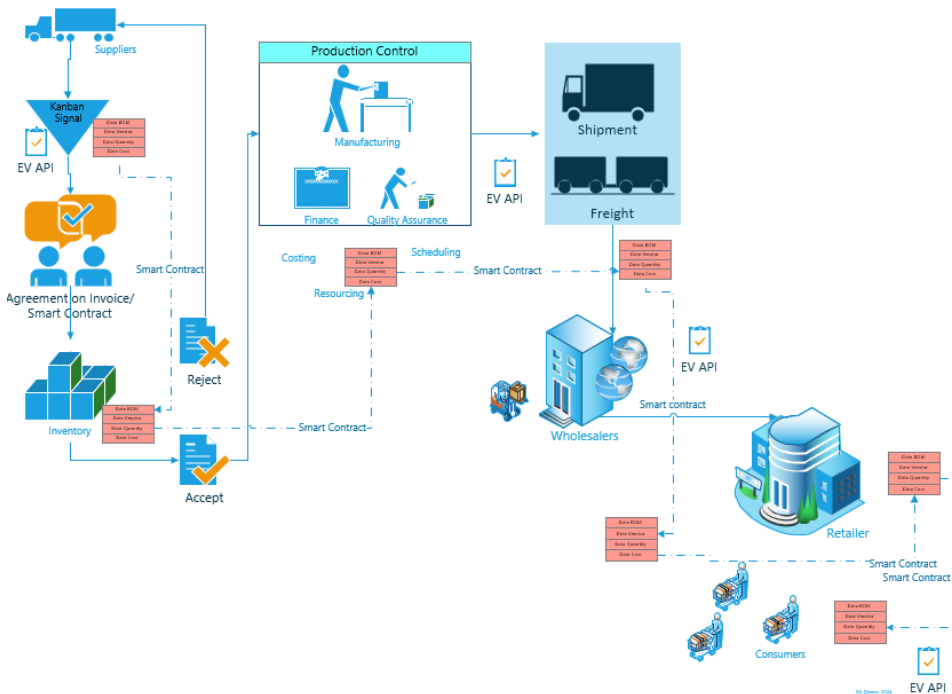 Suppliers
Kanban
Signal
Data BOM
Data Vendor
Data Quantity
Data Cost
EV API
Agreement on Invoice/
Smart Contract
Smart Contract
Inventory
Data BOM
Data Vendor
Data Quantity
Data Cost
Reject
Accept
Smart Contract
Production Control
Manufacturing
Finance
Quality Assurance
Costing
Scheduling
Resourcing
Data BOM
Data Vendor
Data Quantity
Data Cost
EV API
Shipment
Freight
Smart Contract
Data BOM
Data Vendor
Data Quantity
Data Cost
EV API
Wholesalers
Smart contract
Retailer
Data BOM
Data Vendor
Data Quantity
Data Cost
Data BOM
Data Vendor
Data Quantity
Data Cost
Smart Contract
Smart Contract
Consumers
Data BOM
Data Vendor
Data Quantity
Data Cost
EV API